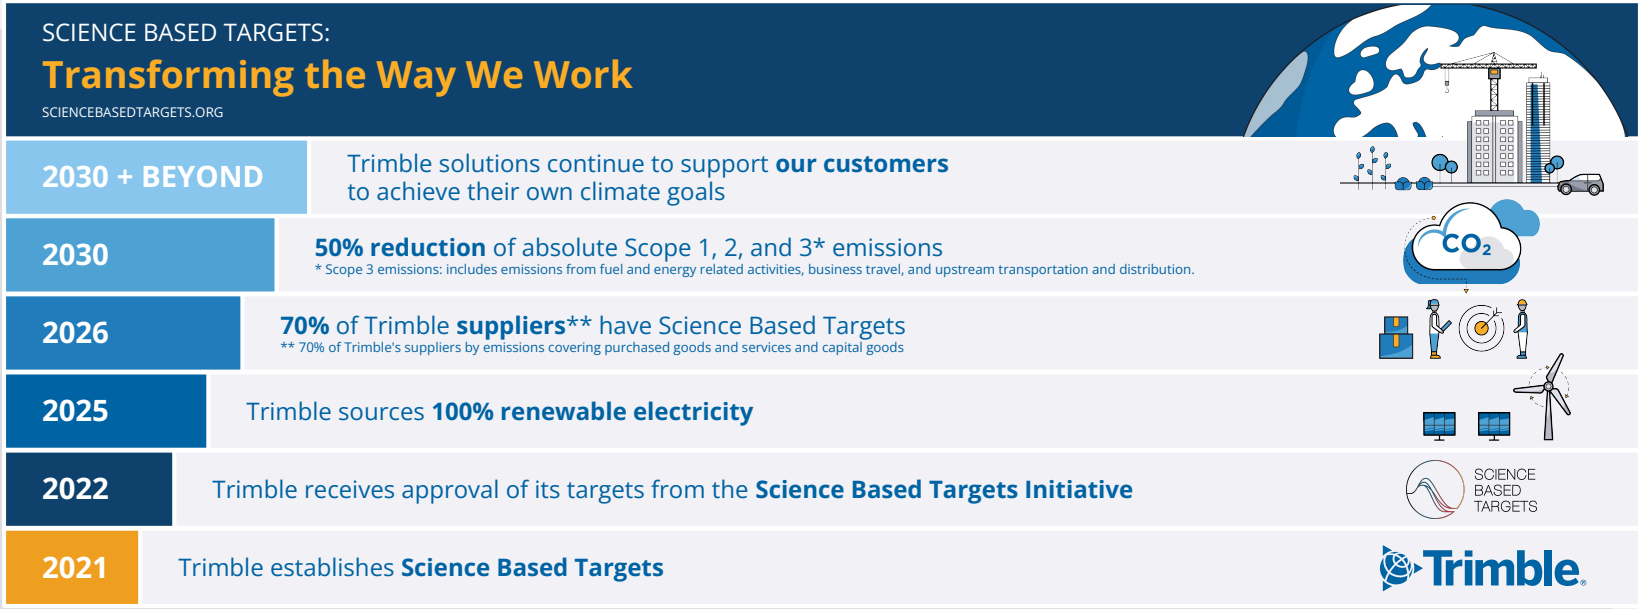 SCIENCE BASED TARGETS:
Transforming the Way We Work
SCIENCEBASEDTARGETS.ORG
2030 + BEYOND
Trimble solutions continue to support our customers
to achieve their own climate goals
2030
50% reduction of absolute Scope 1, 2, and 3* emissions
* Scope 3 emissions: includes emissions from fuel and energy related activities, business travel, and upstream transportation and distribution.
CO2
2026
70% of Trimble suppliers** have Science Based Targets
** 70% of Trimble's suppliers by emissions covering purchased goods and services and capital goods
2025
Trimble sources 100% renewable electricity
2022
Trimble receives approval of its targets from the Science Based Targets Initiative
SCIENCE
BASED
TARGETS
2021
Trimble establishes Science Based Targets
Trimble®